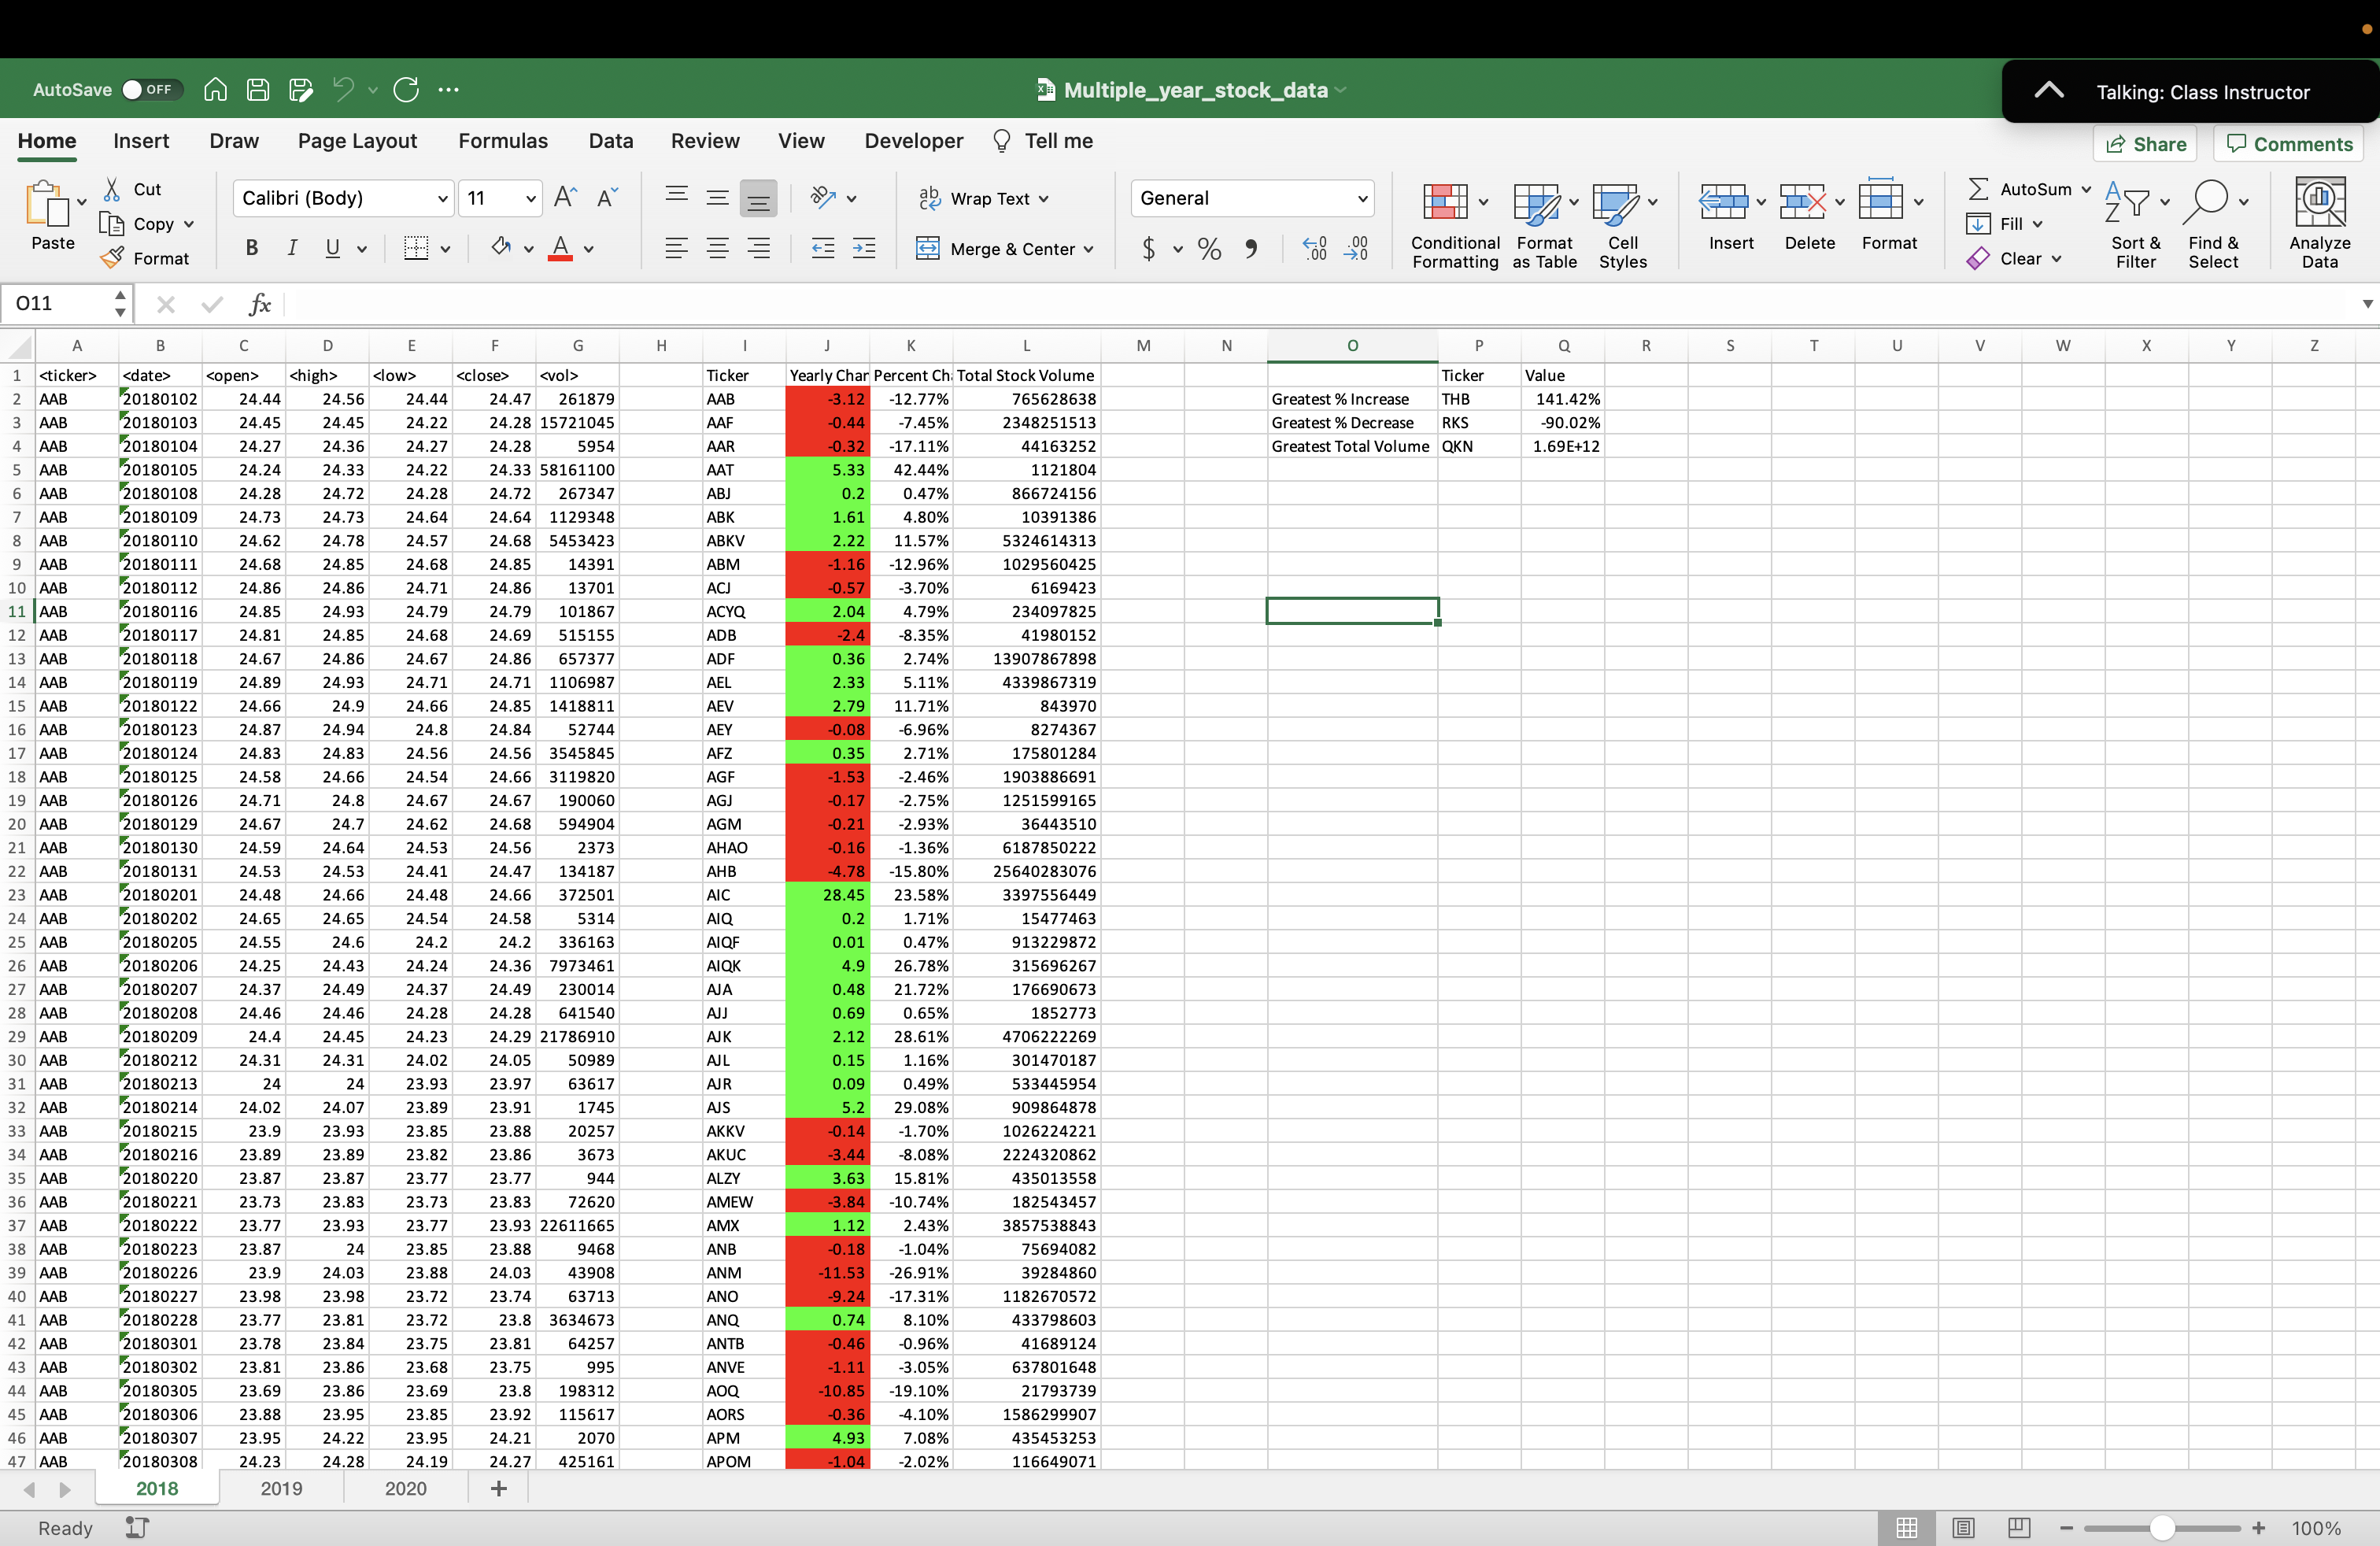 AutoSave OFF Multiple_year_stock_data Talking: Class Instructor
Home Insert Draw Page Layout Formulas Data Review View Developer Tell me Share Comments
Paste Cut Copy Format
Calibri (Body) 11
B I U A
ab Wrap Text
Merge & Center
General
$ % 9
Conditional Formatting Format as Table Cell Styles
Insert Delete Format
AutoSum Fill Clear
Sort & Filter Find & Select Analyze Data
O11 fx
A B C D E F G H I J K L M N O P Q R S T U V W X Y Z
1 <ticker> <date> <open> <high> <low> <close> <vol> Ticker Yearly Char Percent Ch Total Stock Volume Ticker Value
2 AAB 20180102 24.44 24.56 24.44 24.47 261879 AAB -3.12 -12.77% 765628638 Greatest % Increase THB 141.42%
3 AAB 20180103 24.45 24.45 24.22 24.28 15721045 AAF -0.44 -7.45% 2348251513 Greatest % Decrease RKS -90.02%
4 AAB 20180104 24.27 24.36 24.27 24.28 5954 AAR -0.32 -17.11% 44163252 Greatest Total Volume QKN 1.69E+12
5 AAB 20180105 24.24 24.33 24.22 24.33 58161100 AAT 5.33 42.44% 1121804
6 AAB 20180108 24.28 24.72 24.28 24.72 267347 ABJ 0.2 0.47% 866724156
7 AAB 20180109 24.73 24.73 24.64 24.64 1129348 ABK 1.61 4.80% 10391386
8 AAB 20180110 24.62 24.78 24.57 24.68 5453423 ABKV 2.22 11.57% 5324614313
9 AAB 20180111 24.68 24.85 24.68 24.85 14391 ABM -1.16 -12.96% 1029560425
10 AAB 20180112 24.86 24.86 24.71 24.86 13701 ACJ -0.57 -3.70% 6169423
11 AAB 20180116 24.85 24.93 24.79 24.79 101867 ACYQ 2.04 4.79% 234097825
12 AAB 20180117 24.81 24.85 24.68 24.69 515155 ADB -2.4 -8.35% 41980152
13 AAB 20180118 24.67 24.86 24.67 24.86 657377 ADF 0.36 2.74% 13907867898
14 AAB 20180119 24.89 24.93 24.71 24.71 1106987 AEL 2.33 5.11% 4339867319
15 AAB 20180122 24.66 24.9 24.66 24.85 1418811 AEV 2.79 11.71% 843970
16 AAB 20180123 24.87 24.94 24.8 24.84 52744 AEY -0.08 -6.96% 8274367
17 AAB 20180124 24.83 24.83 24.56 24.56 3545845 AFZ 0.35 2.71% 175801284
18 AAB 20180125 24.58 24.66 24.54 24.66 3119820 AGF -1.53 -2.46% 1903886691
19 AAB 20180126 24.71 24.8 24.67 24.67 190060 AGJ -0.17 -2.75% 1251599165
20 AAB 20180129 24.67 24.7 24.62 24.68 594904 AGM -0.21 -2.93% 36443510
21 AAB 20180130 24.59 24.64 24.53 24.56 2373 AHAO -0.16 -1.36% 6187850222
22 AAB 20180131 24.53 24.53 24.41 24.47 134187 AHB -4.78 -15.80% 25640283076
23 AAB 20180201 24.48 24.66 24.48 24.66 372501 AIC 28.45 23.58% 3397556449
24 AAB 20180202 24.65 24.65 24.54 24.58 5314 AIQ 0.2 1.71% 15477463
25 AAB 20180205 24.55 24.6 24.2 24.2 336163 AIQF 0.01 0.47% 913229872
26 AAB 20180206 24.25 24.43 24.24 24.36 7973461 AIQK 4.9 26.78% 315696267
27 AAB 20180207 24.37 24.49 24.37 24.49 230014 AJA 0.48 21.72% 176690673
28 AAB 20180208 24.46 24.46 24.28 24.28 641540 AJJ 0.69 0.65% 1852773
29 AAB 20180209 24.4 24.45 24.23 24.29 21786910 AJK 2.12 28.61% 4706222269
30 AAB 20180212 24.31 24.31 24.02 24.05 50989 AJL 0.15 1.16% 301470187
31 AAB 20180213 24 24 23.93 23.97 63617 AJR 0.09 0.49% 533445954
32 AAB 20180214 24.02 24.07 23.89 23.91 1745 AJS 5.2 29.08% 909864878
33 AAB 20180215 23.9 23.93 23.85 23.88 20257 AKKV -0.14 -1.70% 1026224221
34 AAB 20180216 23.89 23.89 23.82 23.86 3673 AKUC -3.44 -8.08% 2224320862
35 AAB 20180220 23.87 23.87 23.77 23.77 944 ALZY 3.63 15.81% 435013558
36 AAB 20180221 23.73 23.83 23.73 23.83 72620 AMEW -3.84 -10.74% 182543457
37 AAB 20180222 23.77 23.93 23.77 23.93 22611665 AMX 1.12 2.43% 3857538843
38 AAB 20180223 23.87 24 23.85 23.88 9468 ANB -0.18 -1.04% 75694082
39 AAB 20180226 23.9 24.03 23.88 24.03 43908 ANM -11.53 -26.91% 39284860
40 AAB 20180227 23.98 23.98 23.72 23.74 63713 ANO -9.24 -17.31% 1182670572
41 AAB 20180228 23.77 23.81 23.72 23.8 3634673 ANQ 0.74 8.10% 433798603
42 AAB 20180301 23.78 23.84 23.75 23.81 64257 ANTB -0.46 -0.96% 41689124
43 AAB 20180302 23.81 23.86 23.68 23.75 995 ANVE -1.11 -3.05% 637801648
44 AAB 20180305 23.69 23.86 23.69 23.8 198312 AOQ -10.85 -19.10% 21793739
45 AAB 20180306 23.88 23.95 23.85 23.92 115617 AORS -0.36 -4.10% 1586299907
46 AAB 20180307 23.95 24.22 23.95 24.21 2070 APM 4.93 7.08% 435453253
47 AAB 20180308 24.23 24.28 24.19 24.27 425161 APOM -1.04 -2.02% 116649071
2018 2019 2020 +
Ready 100%